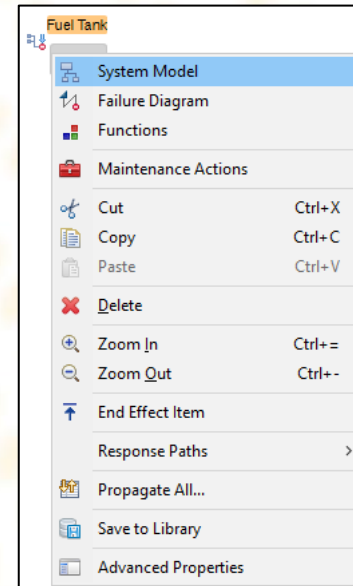 Fuel Tank
System Model
Failure Diagram
Functions
Maintenance Actions
Cut Ctrl+X
Copy Ctrl+C
Paste Ctrl+V
Delete
Zoom In Ctrl+=
Zoom Out Ctrl+-
End Effect Item
Response Paths
Propagate All...
Save to Library
Advanced Properties